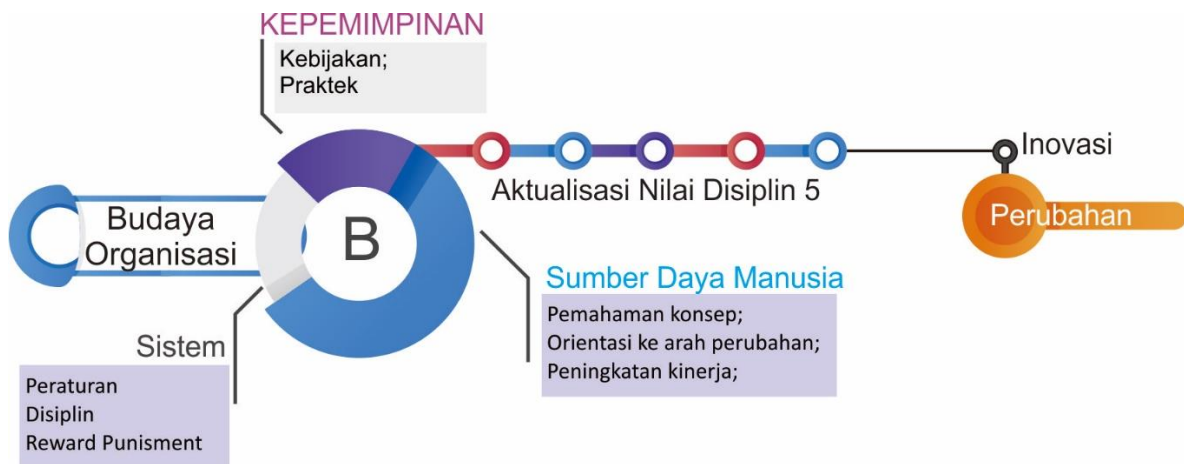 KEPEMIMPINAN
Kebijakan;
Praktek
Inovasi
Aktualisasi Nilai Disiplin 5
Perubahan
Budaya
Organisasi
B
Sumber Daya Manusia
Pemahaman konsep;
Orientasi ke arah perubahan;
Peningkatan kinerja;
Sistem
Peraturan
Disiplin
Reward Punisment